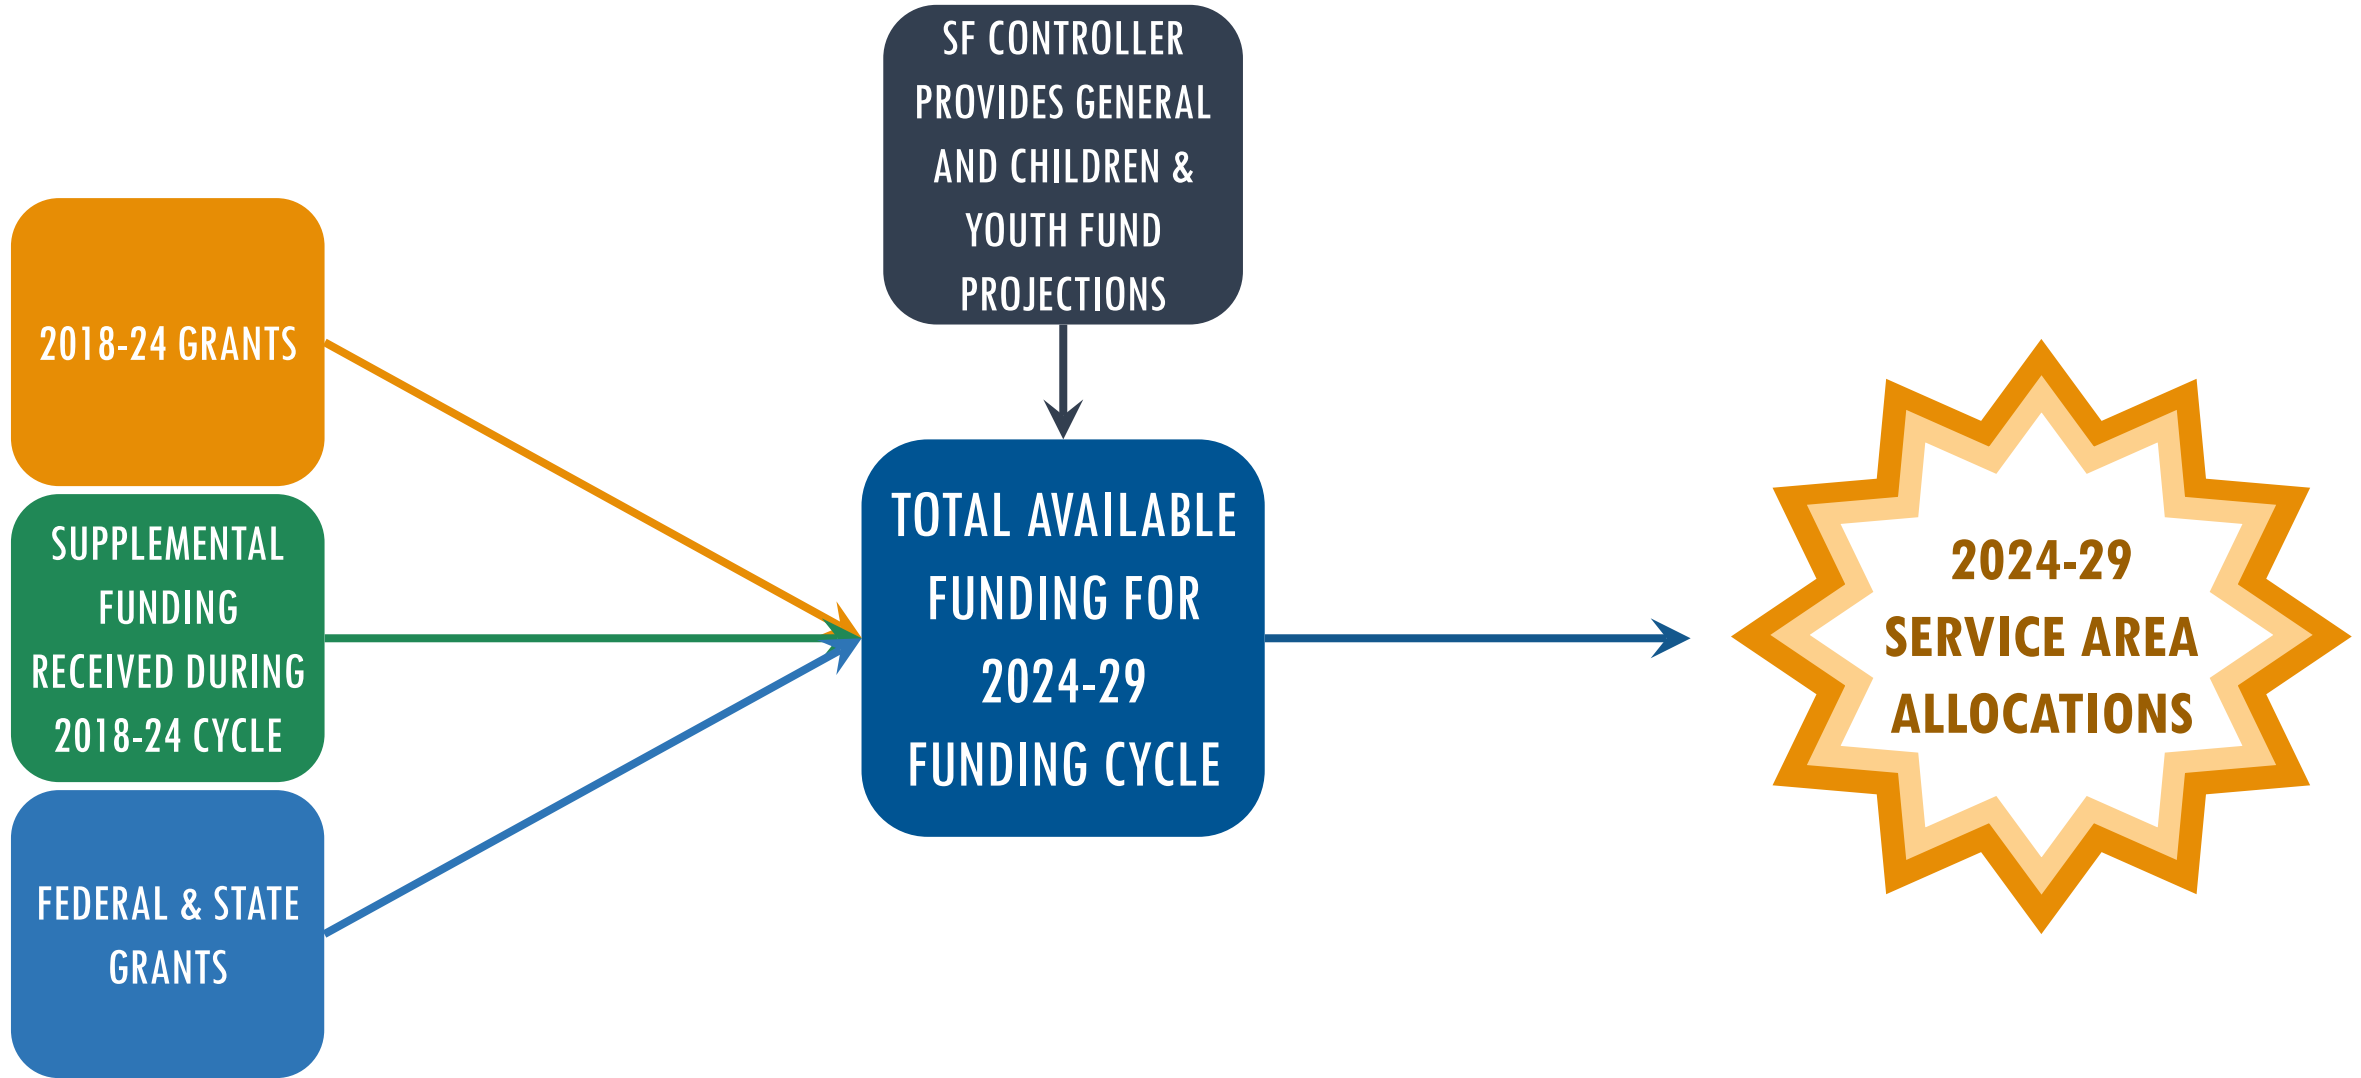 SF CONTROLLER
PROVIDES GENERAL
AND CHILDREN &
YOUTH FUND
PROJECTIONS
2018-24 GRANTS
SUPPLEMENTAL
FUNDING
RECEIVED DURING
2018-24 CYCLE
FEDERAL & STATE
GRANTS
TOTAL AVAILABLE
FUNDING FOR
2024-29
FUNDING CYCLE
2024-29
SERVICE AREA
ALLOCATIONS